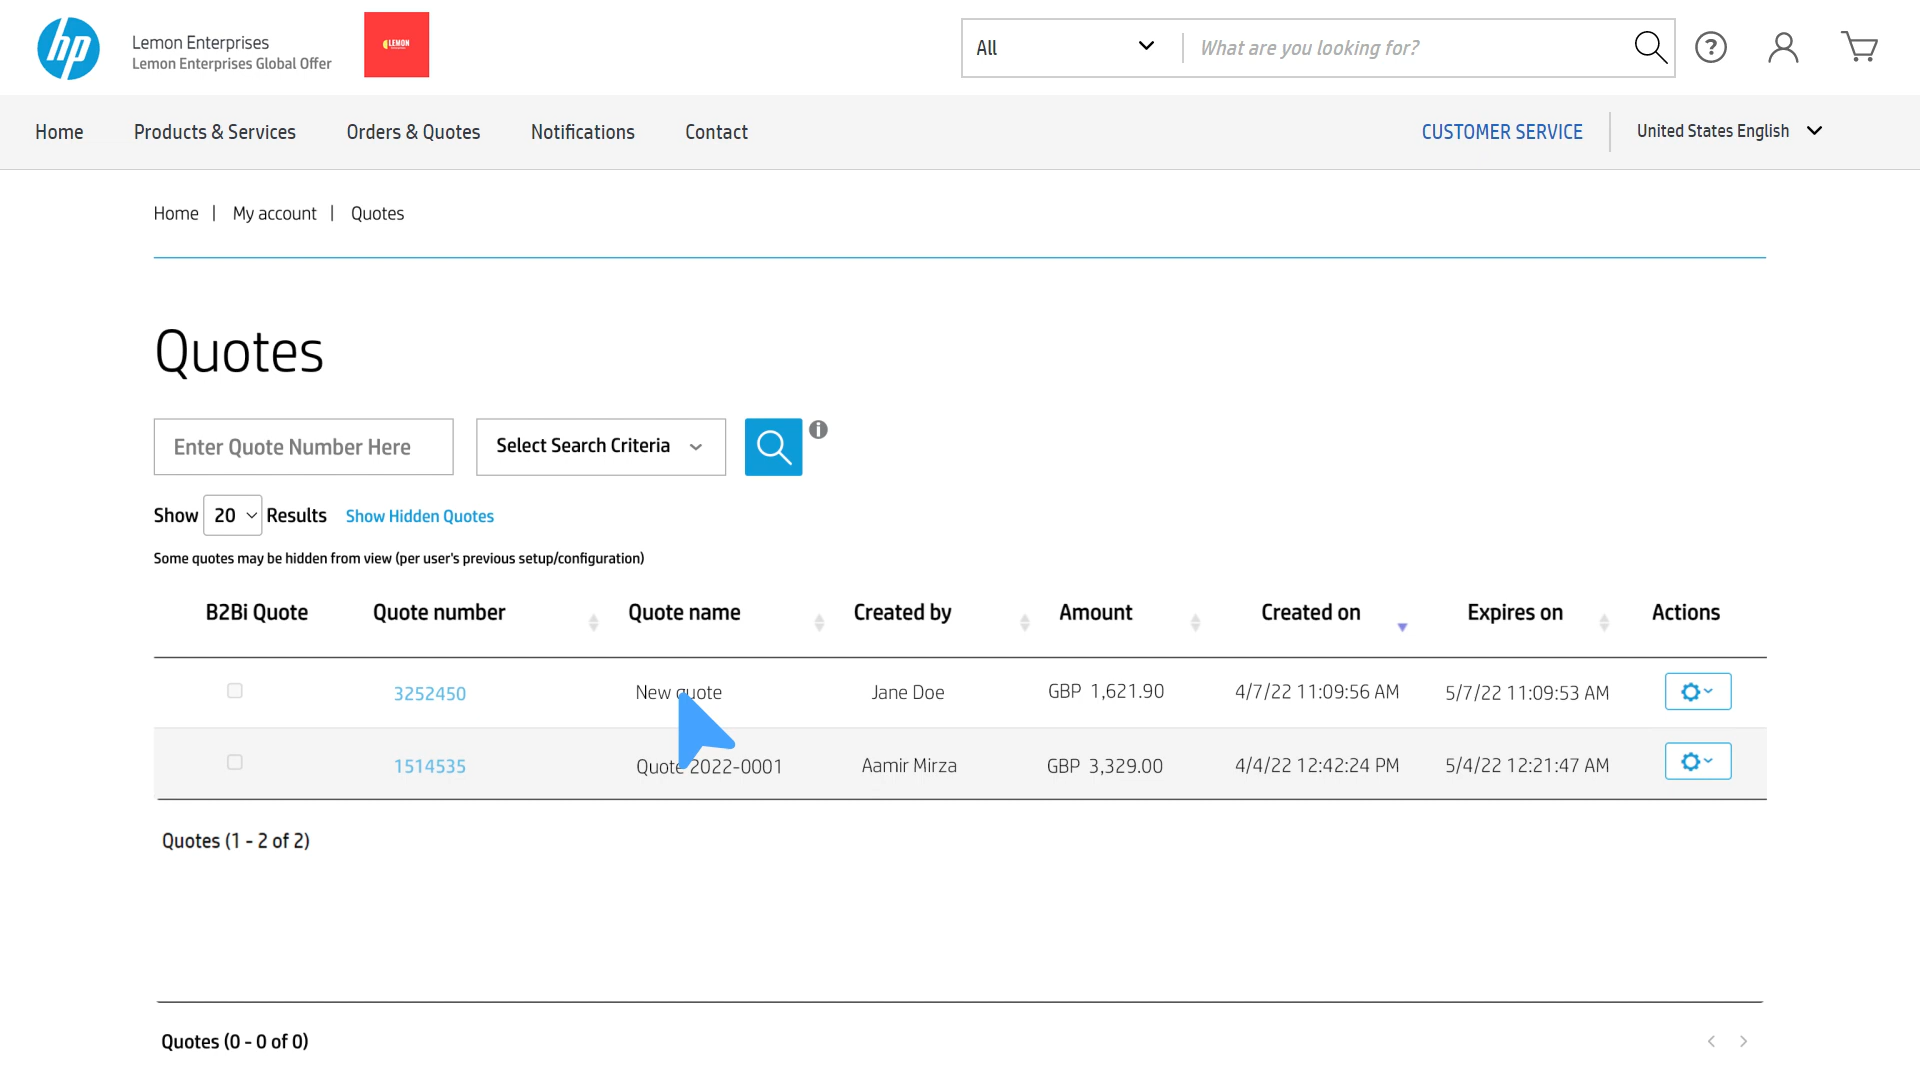 hp
Lemon Enterprises
Lemon Enterprises Global Offer
LEMON
All
What are you looking for?
Home
Products & Services
Orders & Quotes
Notifications
Contact
CUSTOMER SERVICE
United States English
Home | My account | Quotes
Quotes
Enter Quote Number Here
Select Search Criteria
Show 20 Results Show Hidden Quotes
Some quotes may be hidden from view (per user's previous setup/configuration)
B2Bi Quote Quote number Quote name Created by Amount Created on Expires on Actions
3252450 New quote Jane Doe GBP 1,621.90 4/7/22 11:09:56 AM 5/7/22 11:09:53 AM
1514535 Quote 2022-0001 Aamir Mirza GBP 3,329.00 4/4/22 12:42:24 PM 5/4/22 12:21:47 AM
Quotes (1 - 2 of 2)
Quotes (0 - 0 of 0)